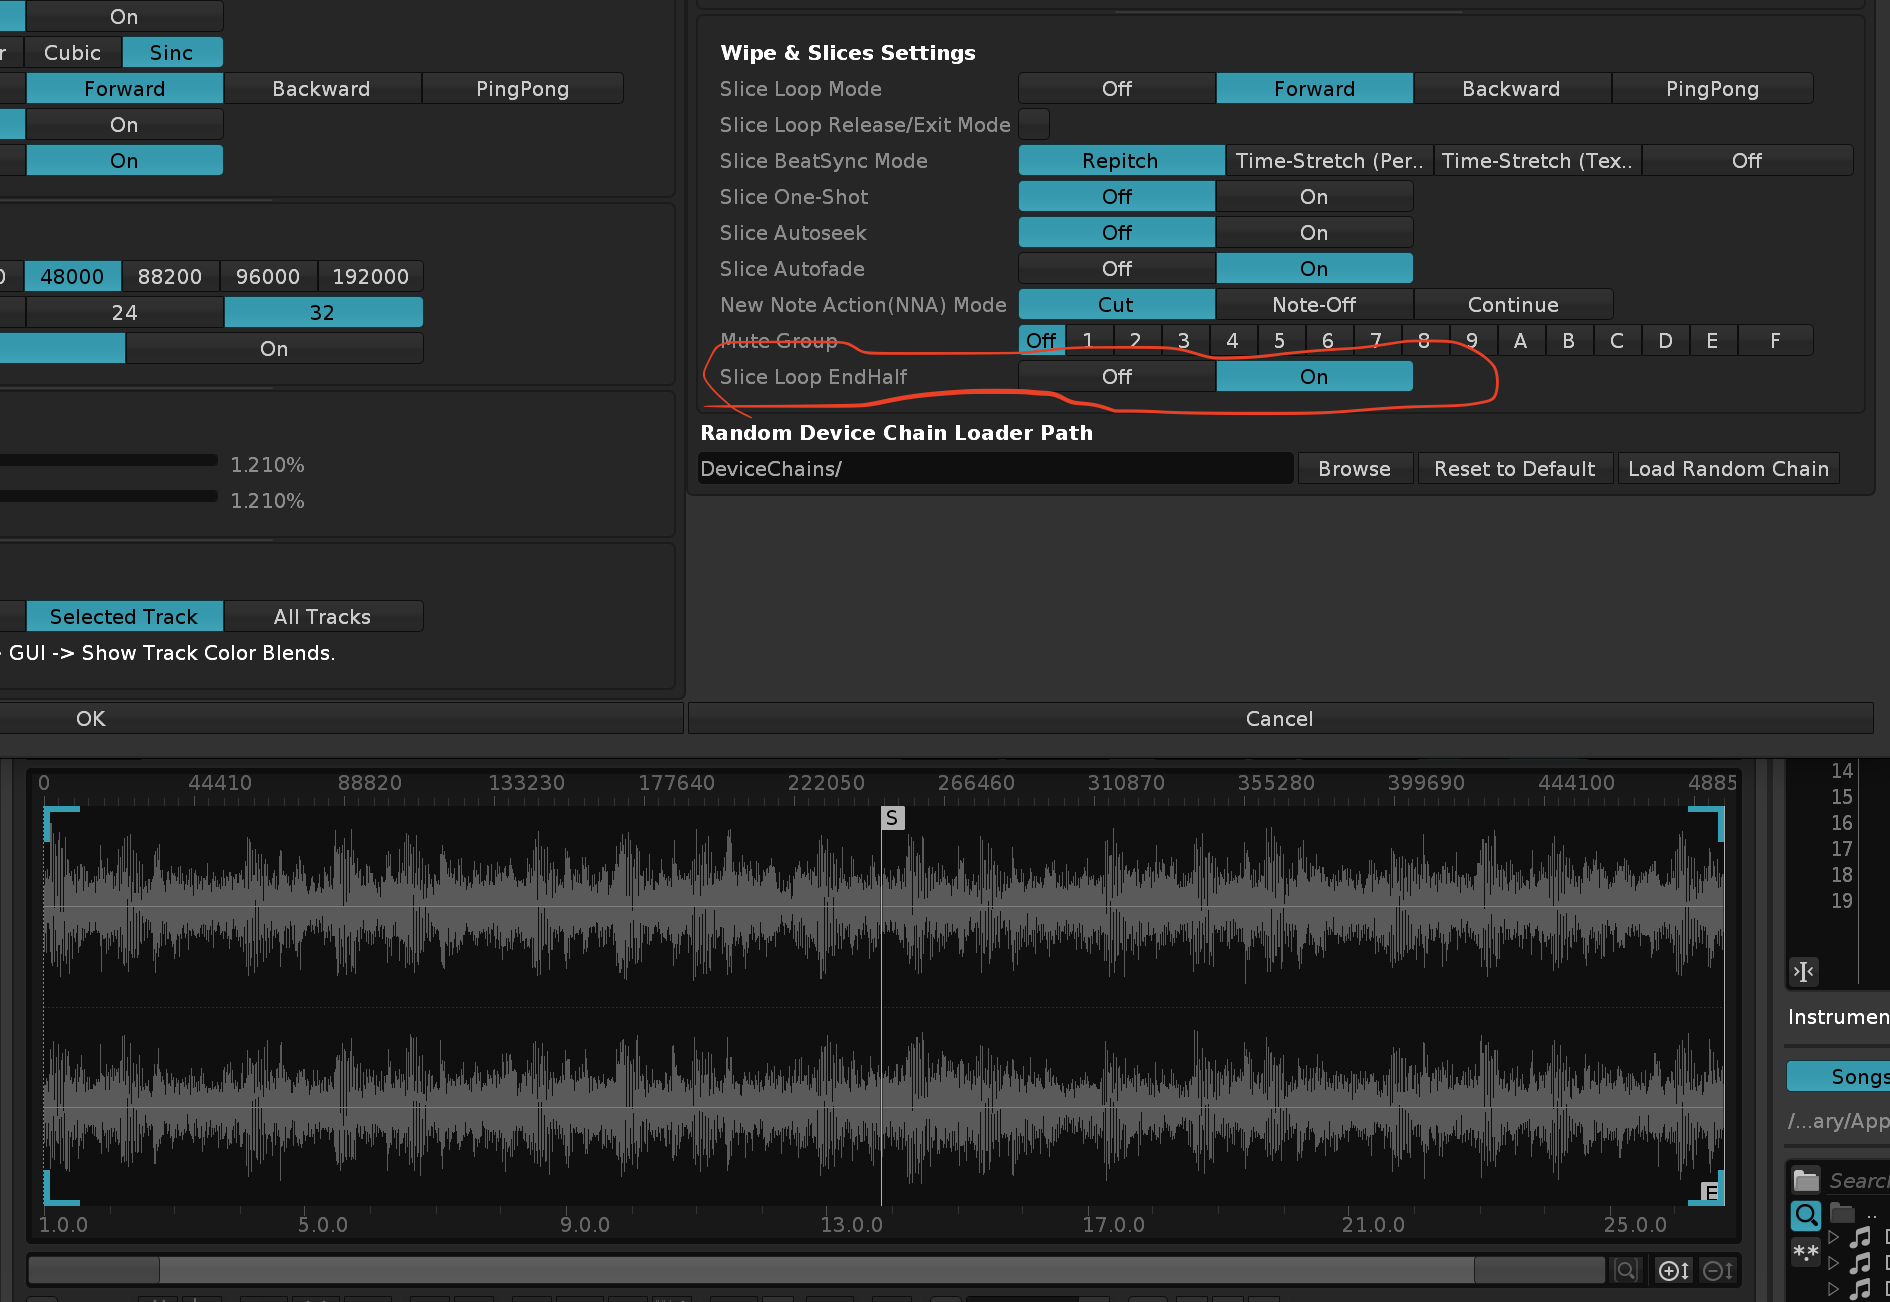 On
Cubic Sinc
Forward Backward PingPong
On
On
48000 88200 96000 192000
24 32
On
1.210%
1.210%
Selected Track All Tracks
GUI -> Show Track Color Blends.
Wipe & Slices Settings
Slice Loop Mode Off Forward Backward PingPong
Slice Loop Release/Exit Mode
Slice BeatSync Mode Repitch Time-Stretch (Per.. Time-Stretch (Tex.. Off
Slice One-Shot Off On
Slice Autoseek Off On
Slice Autofade Off On
New Note Action(NNA) Mode Cut Note-Off Continue
Mute Group Off 1 2 3 4 5 6 7 8 9 A B C D E F
Slice Loop EndHalf Off On
Random Device Chain Loader Path
DeviceChains/ Browse Reset to Default Load Random Chain
OK Cancel
0 44410 88820 133230 177640 222050 266460 310870 355280 399690 444100 4885
S
E
1.0.0 5.0.0 9.0.0 13.0.0 17.0.0 21.0.0 25.0.0
14
15
16
17
18
19
Instrumen
Songs
/...ary/App
Search
..
*.*